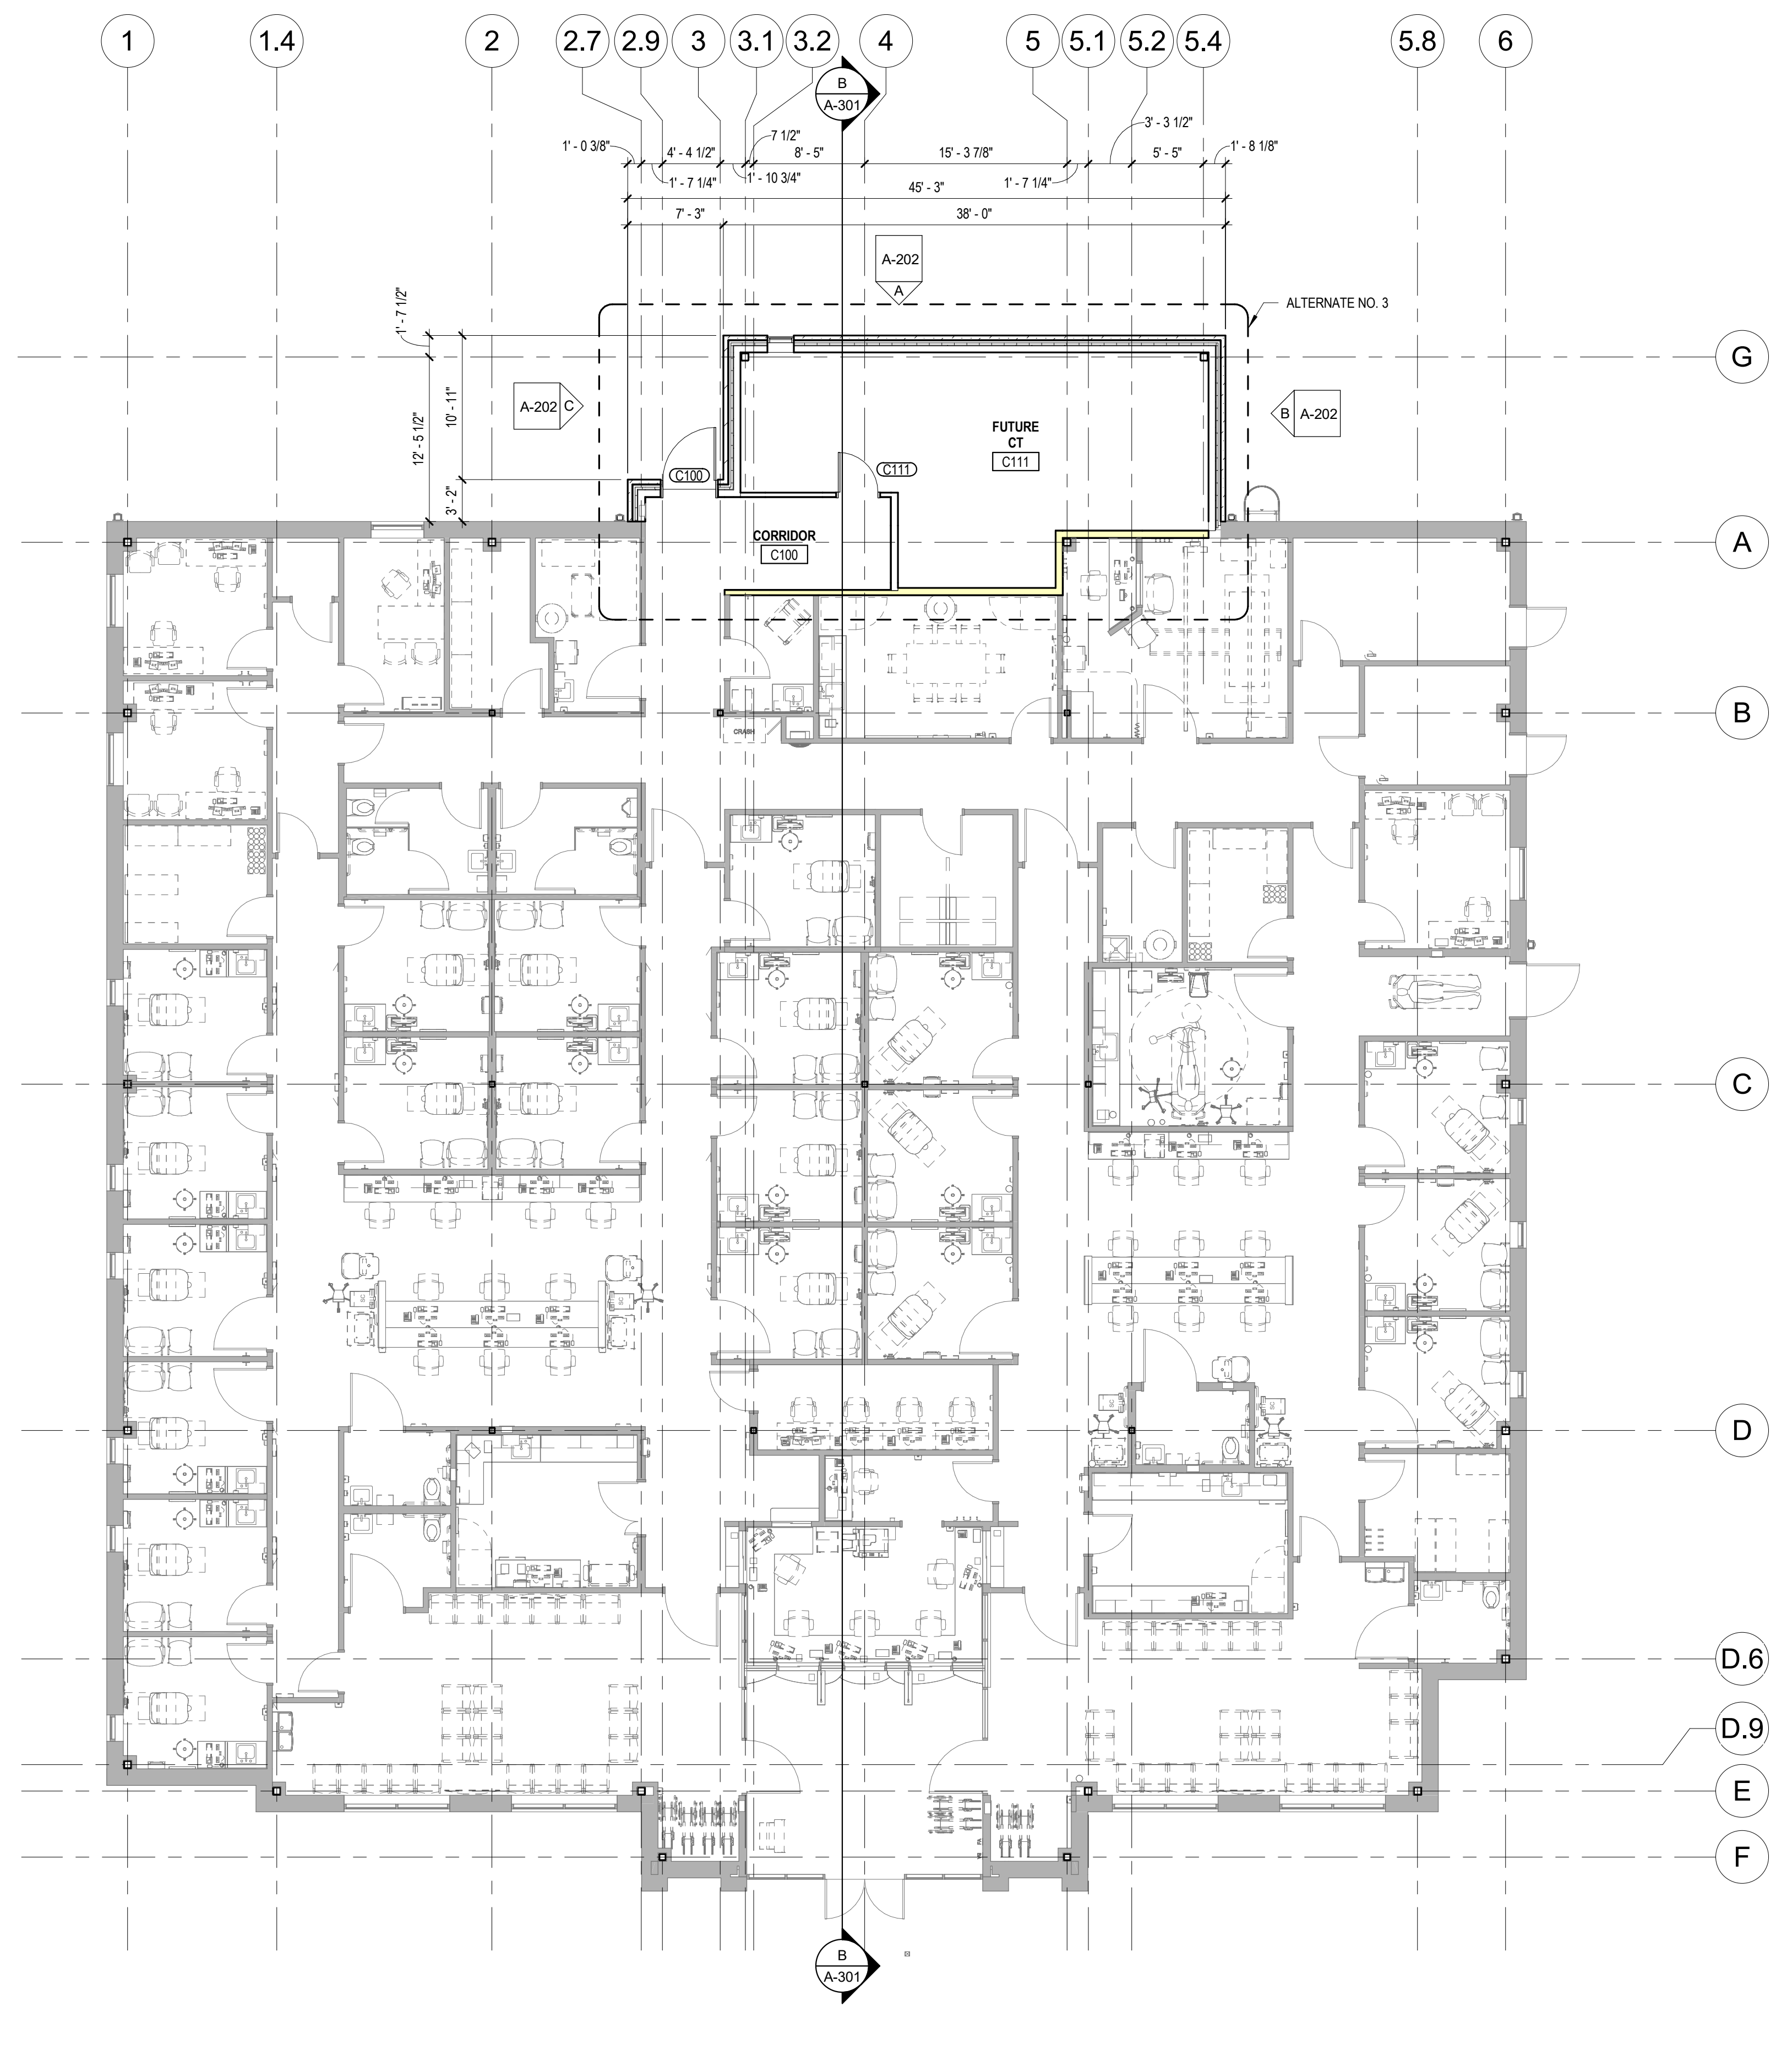 1 1.4 2 2.7 2.9 3 3.1 3.2 4 5 5.1 5.2 5.4 5.8 6
B
A-301
3' - 3 1/2"
7 1/2"
1' - 0 3/8" 4' - 4 1/2" 8' - 5" 15' - 3 7/8" 5' - 5" 1' - 8 1/8"
1' - 7 1/4" 1' - 10 3/4" 1' - 7 1/4"
45' - 3"
7' - 3" 38' - 0"
A-202
A
ALTERNATE NO. 3
1' - 7 1/2"
G
A-202 C
B A-202
12' - 5 1/2"
10' - 11"
3' - 2"
FUTURE
CT
C111
C100
C111
CORRIDOR
C100
A
B
CRASH
C
SC
SC
D
SC
SC
D.6
D.9
E
F
B
A-301